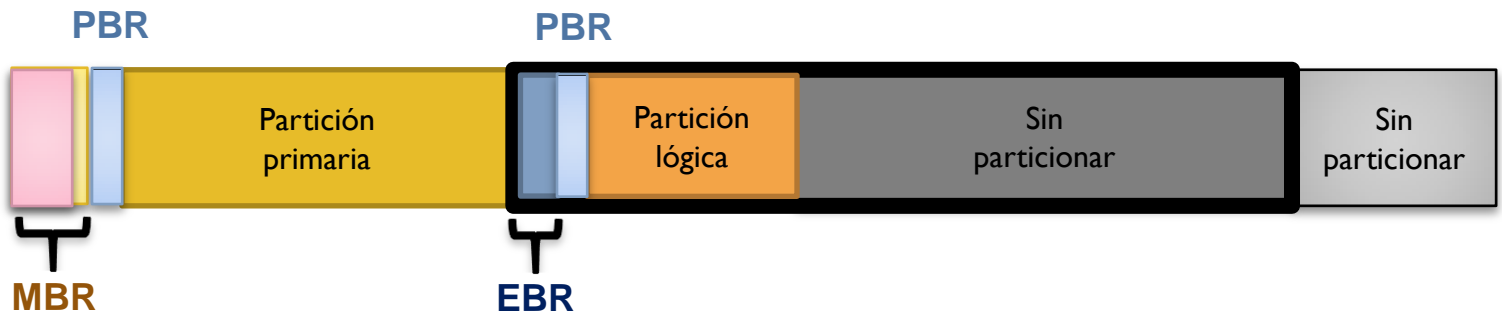 PBR
PBR
Partición
primaria
Partición
lógica
Sin
particionar
Sin
particionar
MBR
EBR